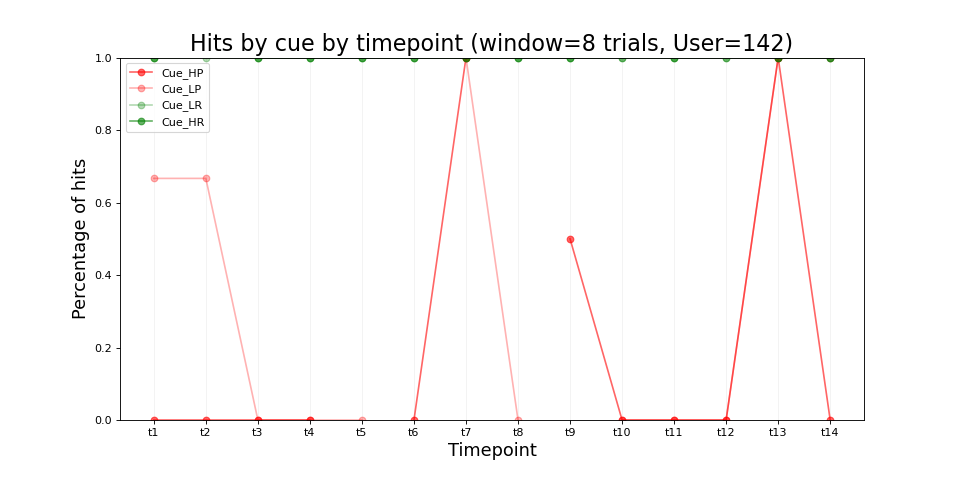 Hits by cue by timepoint (window=8 trials, User=142)
Percentage of hits
1.0
0.8
0.6
0.4
0.2
0.0
Cue_HP
Cue_LP
Cue_LR
Cue_HR
t1 t2 t3 t4 t5 t6 t7 t8 t9 t10 t11 t12 t13 t14
Timepoint